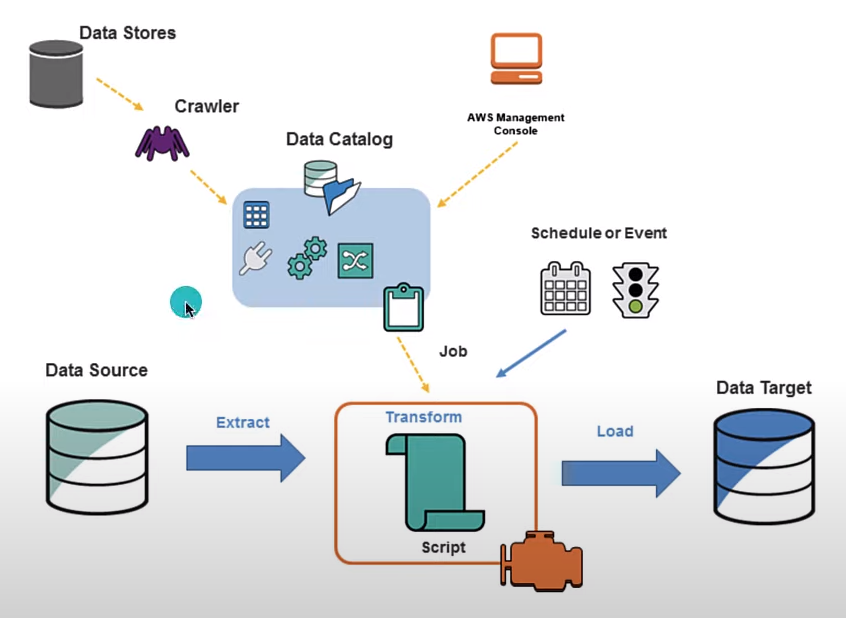 Data Stores
Crawler
Data Catalog
AWS Management
Console
Schedule or Event
Job
Data Source
Data Target
Extract
Transform
Load
Script